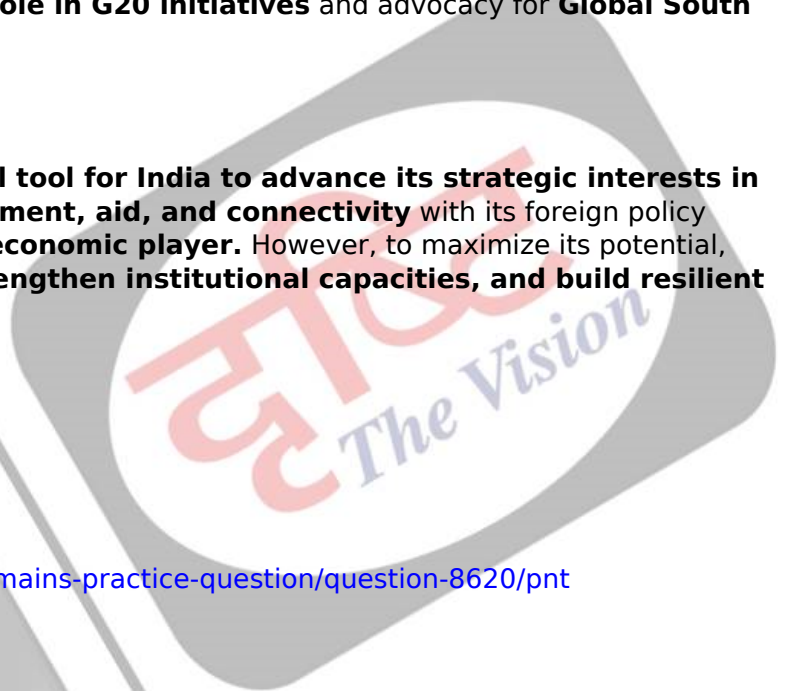 ole in G20 initiatives and advocacy for Global South
l tool for India to advance its strategic interests in
ment, aid, and connectivity with its foreign policy
economic player. However, to maximize its potential,
engthen institutional capacities, and build resilient
दृष्टि
The Vision
mains-practice-question/question-8620/pnt